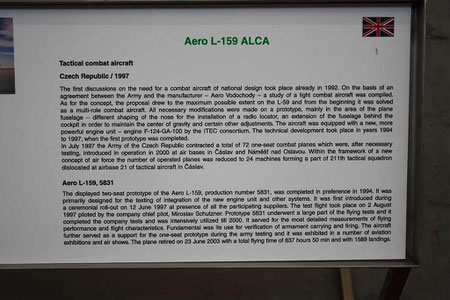 Aero L-159 ALCA
Tactical combat aircraft
Czech Republic / 1997
The first discussions on the need for a combat aircraft of national design took place already in 1992. On the basis of an
agreement between the Army and the manufacturer – Aero Vodochody – a study of a light combat aircraft was compiled.
As for the concept, the proposal drew to the maximum possible extent on the L-59 and from the beginning it was solved
as a multi-role combat aircraft. All necessary modifications were made on a prototype, mainly in the area of the plane
fuselage – different shaping of the nose for the installation of a radio locator, an extension of the fuselage behind the
cockpit in order to maintain the center of gravity and certain other adjustments. The aircraft was equipped with a new, more
powerful engine unit – engine F-124-GA-100 by the ITEC consortium. The technical development took place in years 1994
to 1997, when the first prototype was completed.
In July 1997 the Army of the Czech Republic contracted a total of 72 one-seat combat planes which were, after necessary
testing, introduced in operation in 2000 at air bases in Čáslav and Náměšť nad Oslavou. Within the framework of a new
concept of air force the number of operated planes was reduced to 24 machines forming a part of 211th tactical squadron
dislocated at airbase 21 of tactical aircraft in Čáslav.
Aero L-159, 5831
The displayed two-seat prototype of the Aero L-159, production number 5831, was completed in preference in 1994. It was
primarily designed for the testing of integration of the new engine unit and other systems. It was first introduced during
a ceremonial roll-out on 12 June 1997 at presence of all the participating suppliers. The test flight took place on 2 August
1997 piloted by the company chief pilot, Miroslav Schutzner. Prototype 5831 underwent a large part of the flying tests and it
completed the company tests and was intensively utilized till 2000. It served for the most detailed measurements of flying
performance and flight characteristics. Fundamental was its use for verification of armament carrying and firing. The aircraft
further served as a support for the one-seat prototype during the army testing and it was exhibited in a number of aviation
exhibitions and air shows. The plane retired on 23 June 2003 with a total flying time of 837 hours 50 min and with 1589 landings.